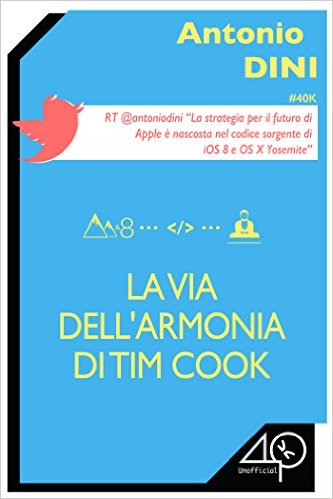 Antonio
DINI
#40K
RT @antoniodini “La strategia per il futuro di
Apple è nascosta nel codice sorgente di
iOS 8 e OS X Yosemite”
&8 ··· </> ···
LA VIA
DELL'ARMONIA
DI TIM COOK
40K
Unofficial